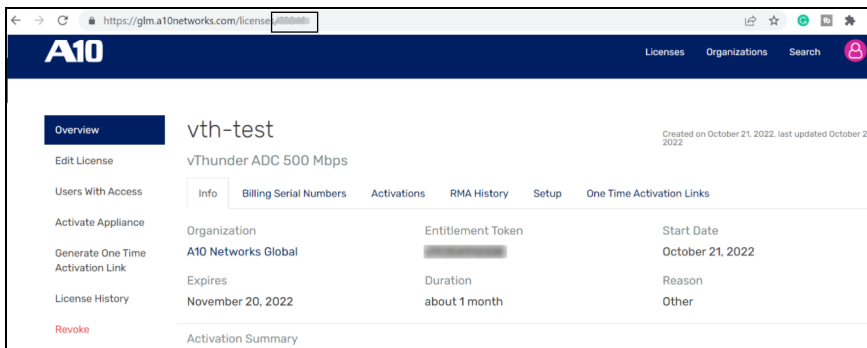 https://glm.a10networks.com/licenses/
A10
Licenses Organizations Search
Overview
Edit License
Users With Access
Activate Appliance
Generate One Time
Activation Link
License History
Revoke
vth-test
Created on October 21, 2022, last updated October 2
2022
vThunder ADC 500 Mbps
Info Billing Serial Numbers Activations RMA History Setup One Time Activation Links
Organization Entitlement Token Start Date
A10 Networks Global October 21, 2022
Expires Duration Reason
November 20, 2022 about 1 month Other
Activation Summary